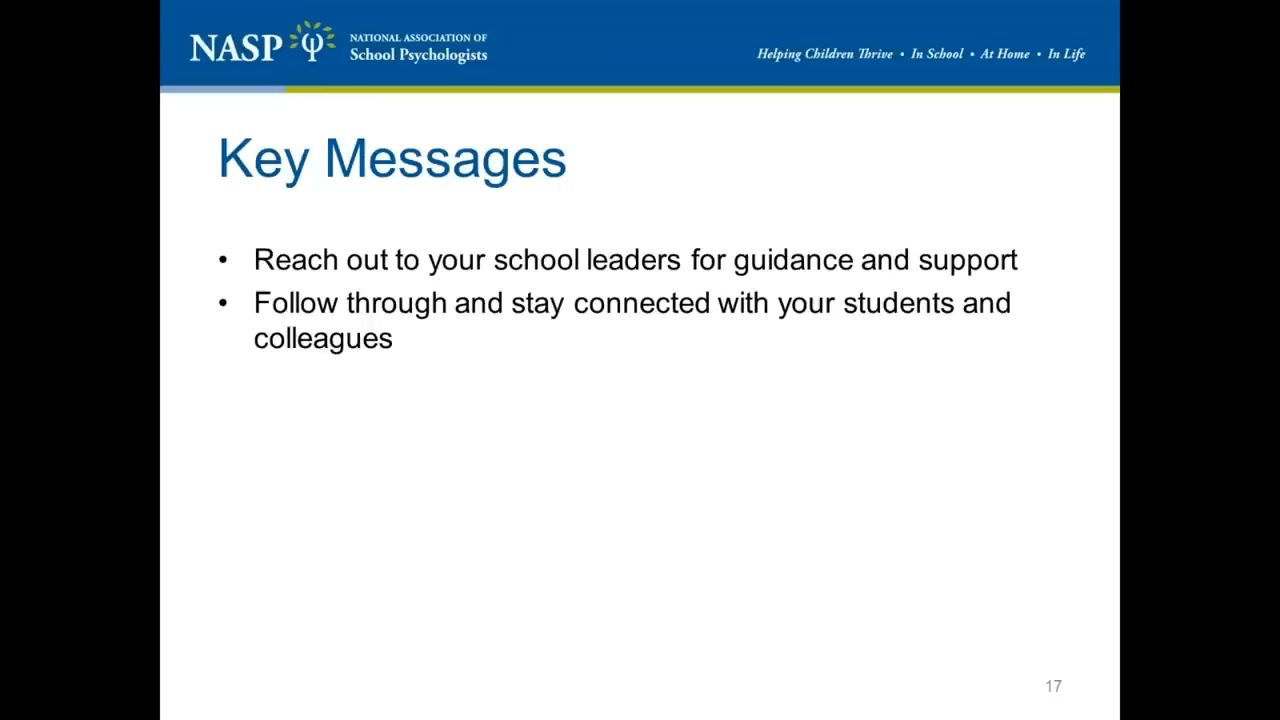 NASP
NATIONAL ASSOCIATION OF
School Psychologists
Helping Children Thrive • In School • At Home • In Life
Key Messages
• Reach out to your school leaders for guidance and support
• Follow through and stay connected with your students and
colleagues
17